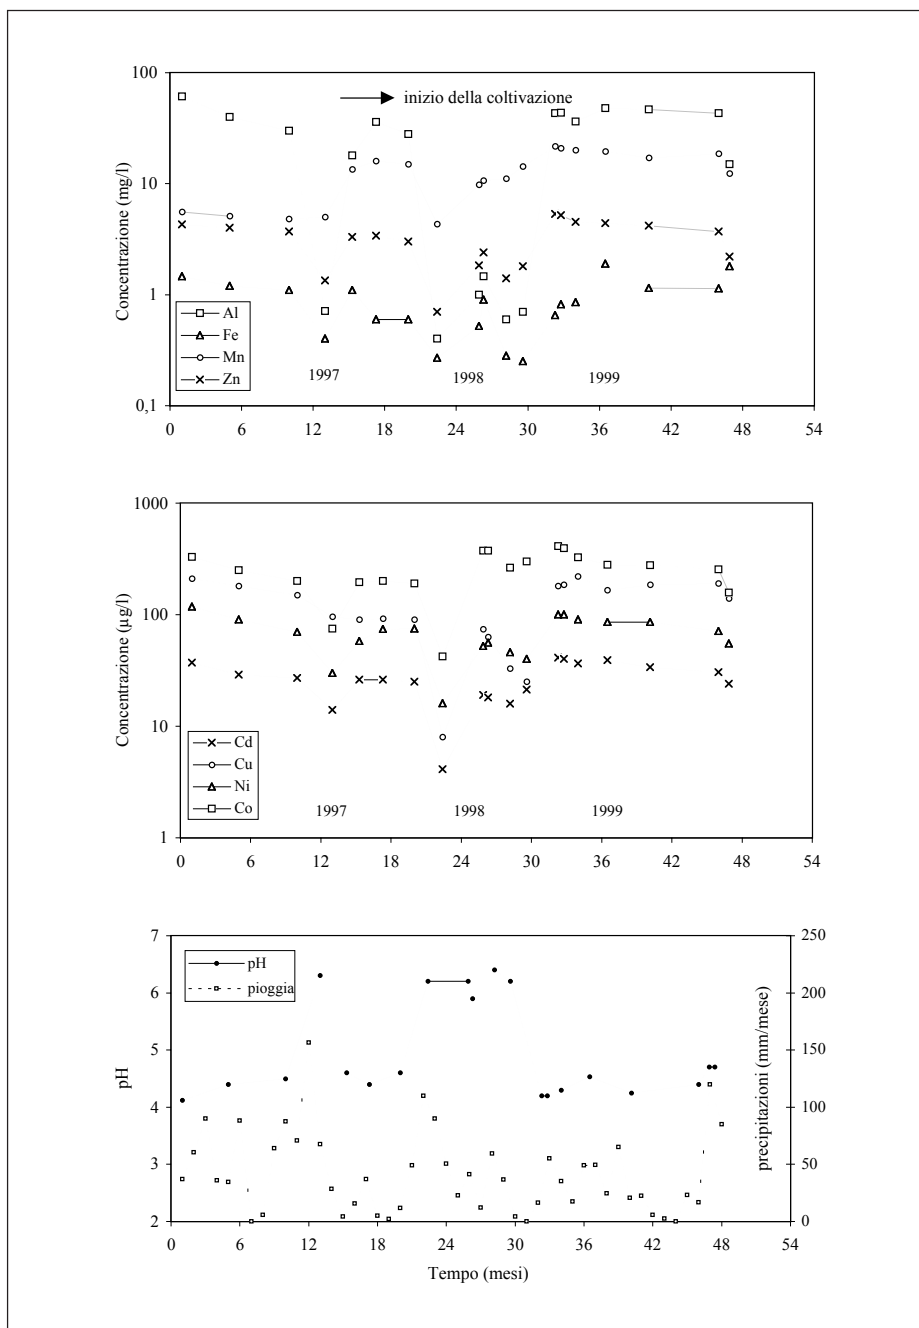 100
inizio della coltivazione
10
1
0,1
Concentrazione (mg/l)
Al
Fe
Mn
Zn
1997
1998
1999
0 6 12 18 24 30 36 42 48 54
1000
100
10
1
Concentrazione (µg/l)
Cd
Cu
Ni
Co
1997
1998
1999
0 6 12 18 24 30 36 42 48 54
7
6
5
4
3
2
pH
pH
pioggia
250
200
150
100
50
0
precipitazioni (mm/mese)
0 6 12 18 24 30 36 42 48 54
Tempo (mesi)